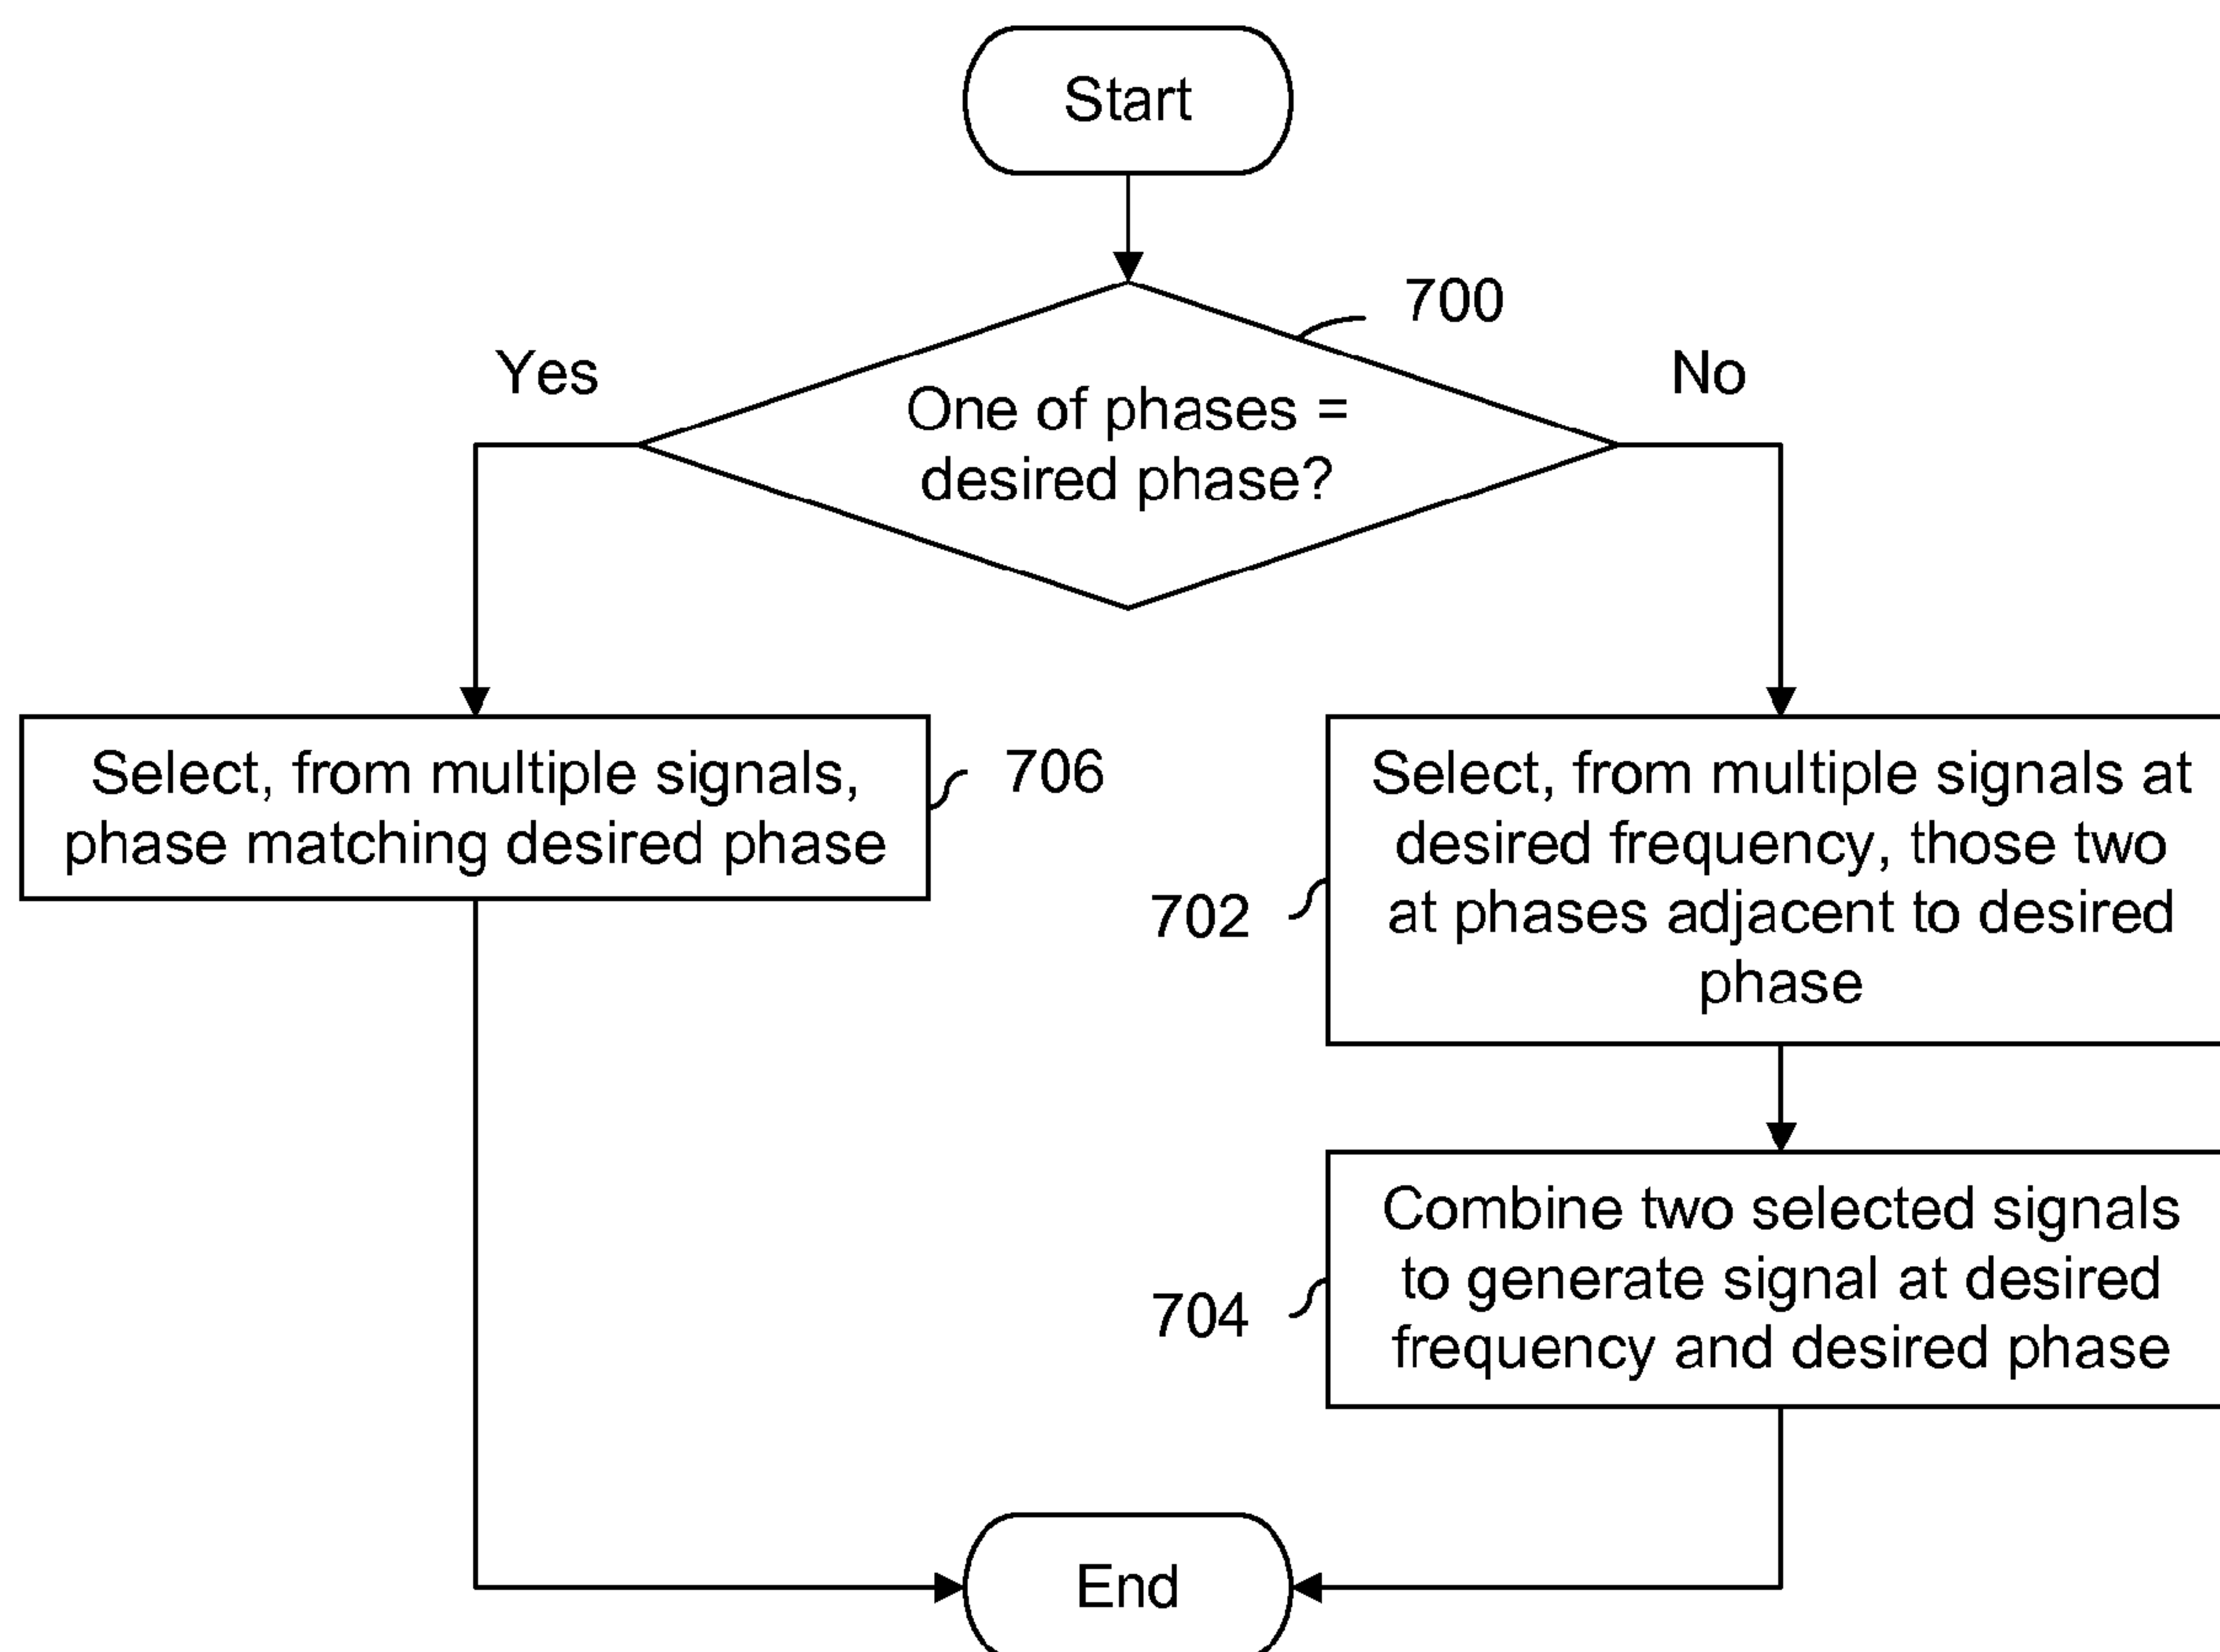 Start
700
Yes
No
One of phases =
desired phase?
Select, from multiple signals,
phase matching desired phase
706
Select, from multiple signals at
desired frequency, those two
at phases adjacent to desired
phase
702
Combine two selected signals
to generate signal at desired
frequency and desired phase
704
End